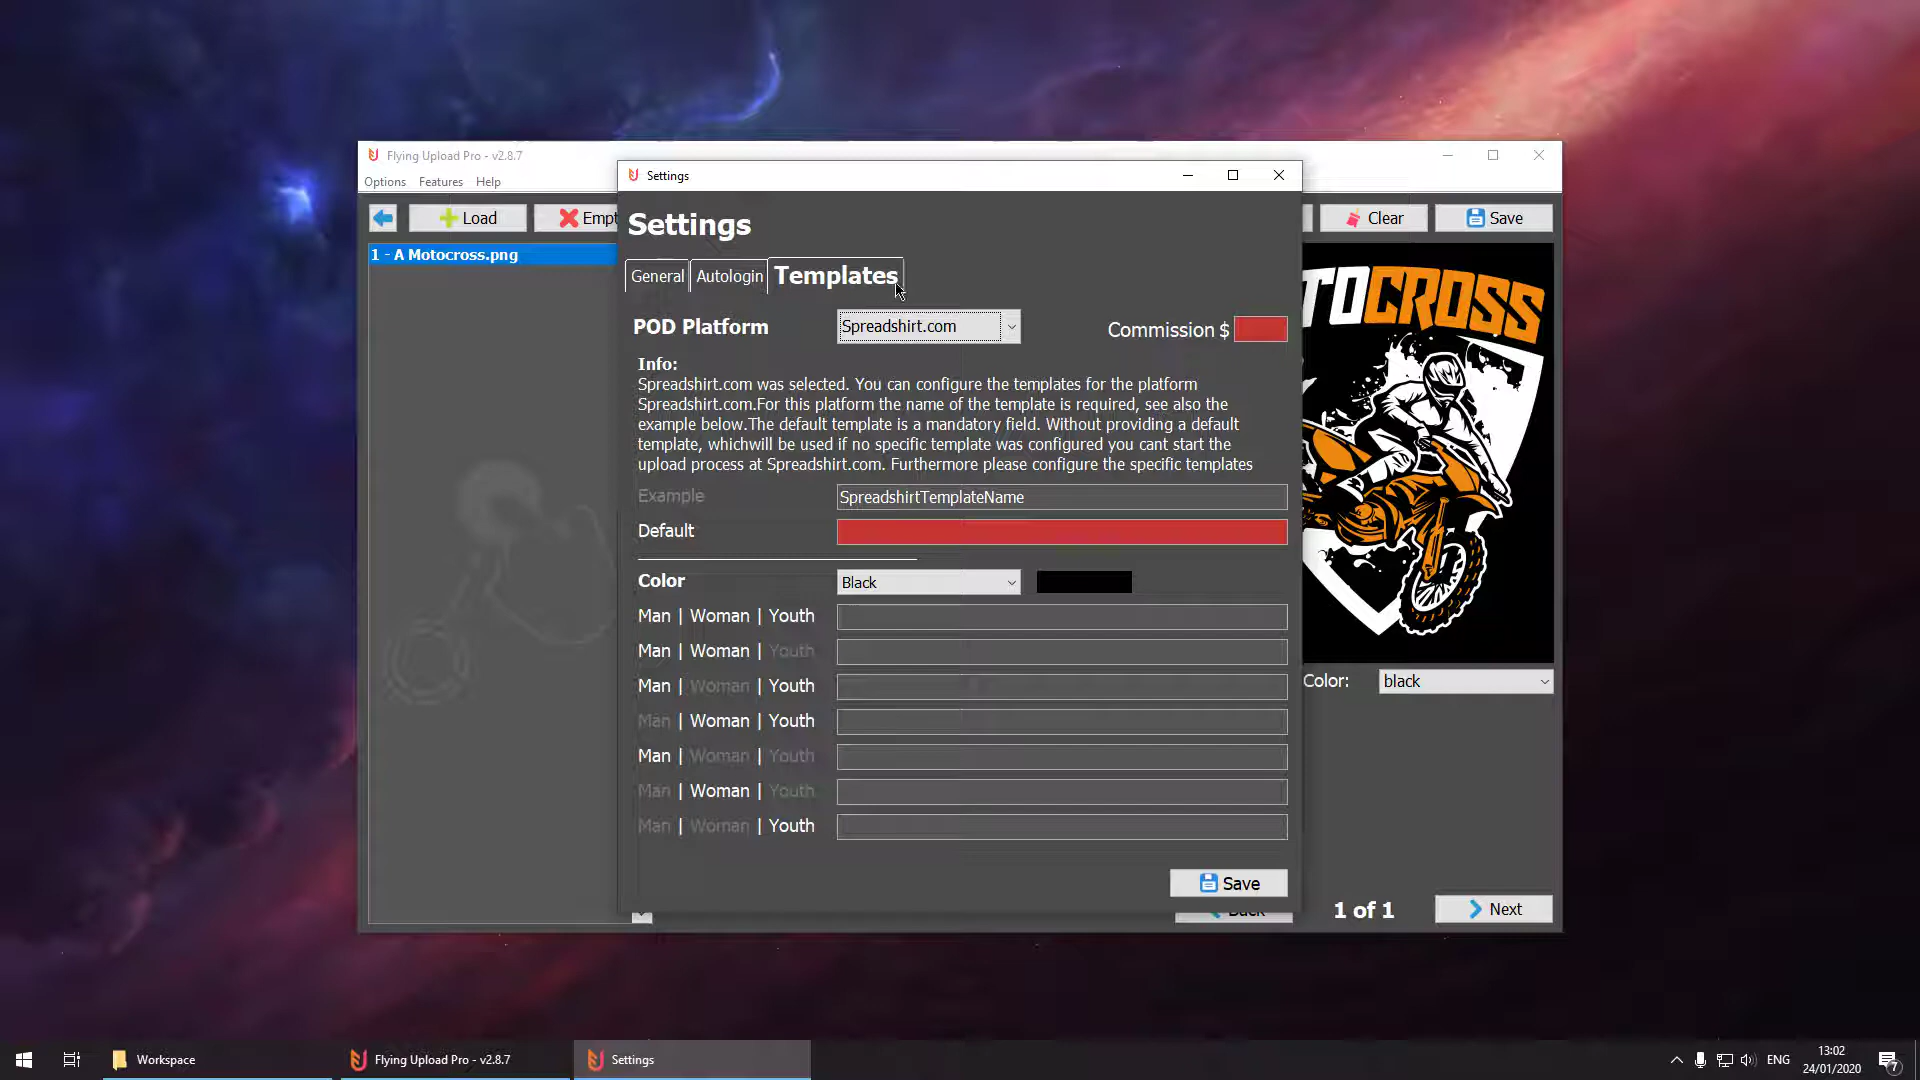 Flying Upload Pro - v2.8.7
Options Features Help
Load
Empt
Clear
Save
1 - A Motocross.png
Settings
Settings
General Autologin Templates
POD Platform Spreadshirt.com Commission $
Info:
Spreadshirt.com was selected. You can configure the templates for the platform
Spreadshirt.com.For this platform the name of the template is required, see also the
example below.The default template is a mandatory field. Without providing a default
template, whichwill be used if no specific template was configured you cant start the
upload process at Spreadshirt.com. Furthermore please configure the specific templates
Example SpreadshirtTemplateName
Default
Color Black
Man | Woman | Youth
Man | Woman | Youth
Man | Woman | Youth
Man | Woman | Youth
Man | Woman | Youth
Man | Woman | Youth
Man | Woman | Youth
Save
TOCROSS
Color: black
Back 1 of 1 Next
Workspace
Flying Upload Pro - v2.8.7
Settings
ENG
13:02
24/01/2020
7